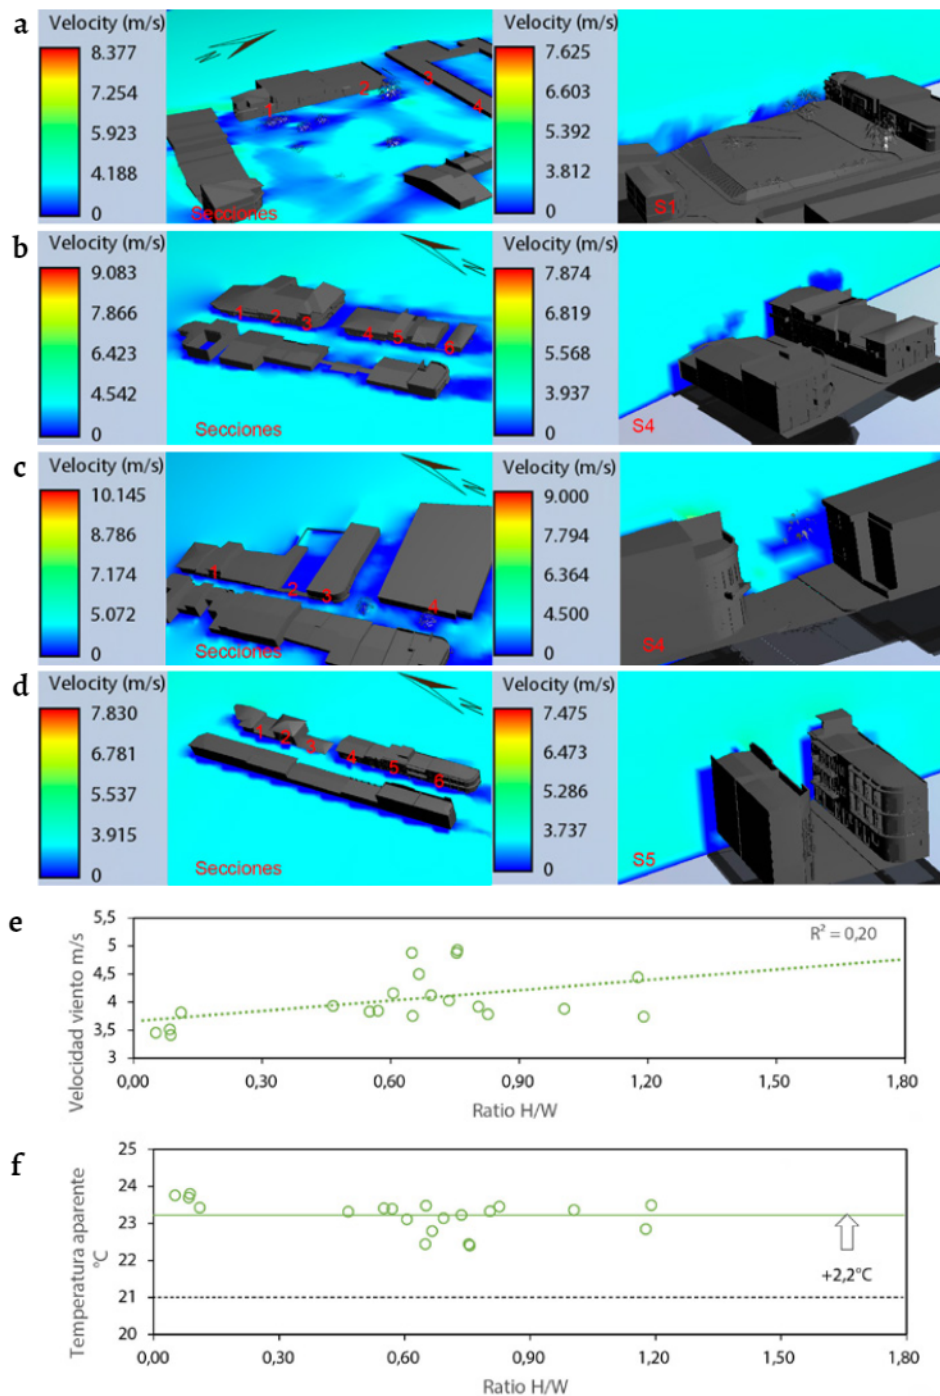 a
Velocity (m/s)
8.377
7.254
5.923
4.188
0
N
1
2
3
4
Secciones
Velocity (m/s)
7.625
6.603
5.392
3.812
0
S1
b
Velocity (m/s)
9.083
7.866
6.423
4.542
0
N
1
2
3
4
5
6
Secciones
Velocity (m/s)
7.874
6.819
5.568
3.937
0
S4
c
Velocity (m/s)
10.145
8.786
7.174
5.072
0
N
1
2
3
4
Secciones
Velocity (m/s)
9.000
7.794
6.364
4.500
0
S4
d
Velocity (m/s)
7.830
6.781
5.537
3.915
0
N
1
2
3
4
5
6
Secciones
Velocity (m/s)
7.475
6.473
5.286
3.737
0
S5
e
Velocidad viento m/s
5,5
5
4,5
4
3,5
3
R² = 0,20
0,00 0,30 0,60 0,90 1,20 1,50 1,80
Ratio H/W
f
Temperatura aparente
°C
25
24
23
22
21
20
+2,2°C
0,00 0,30 0,60 0,90 1,20 1,50 1,80
Ratio H/W